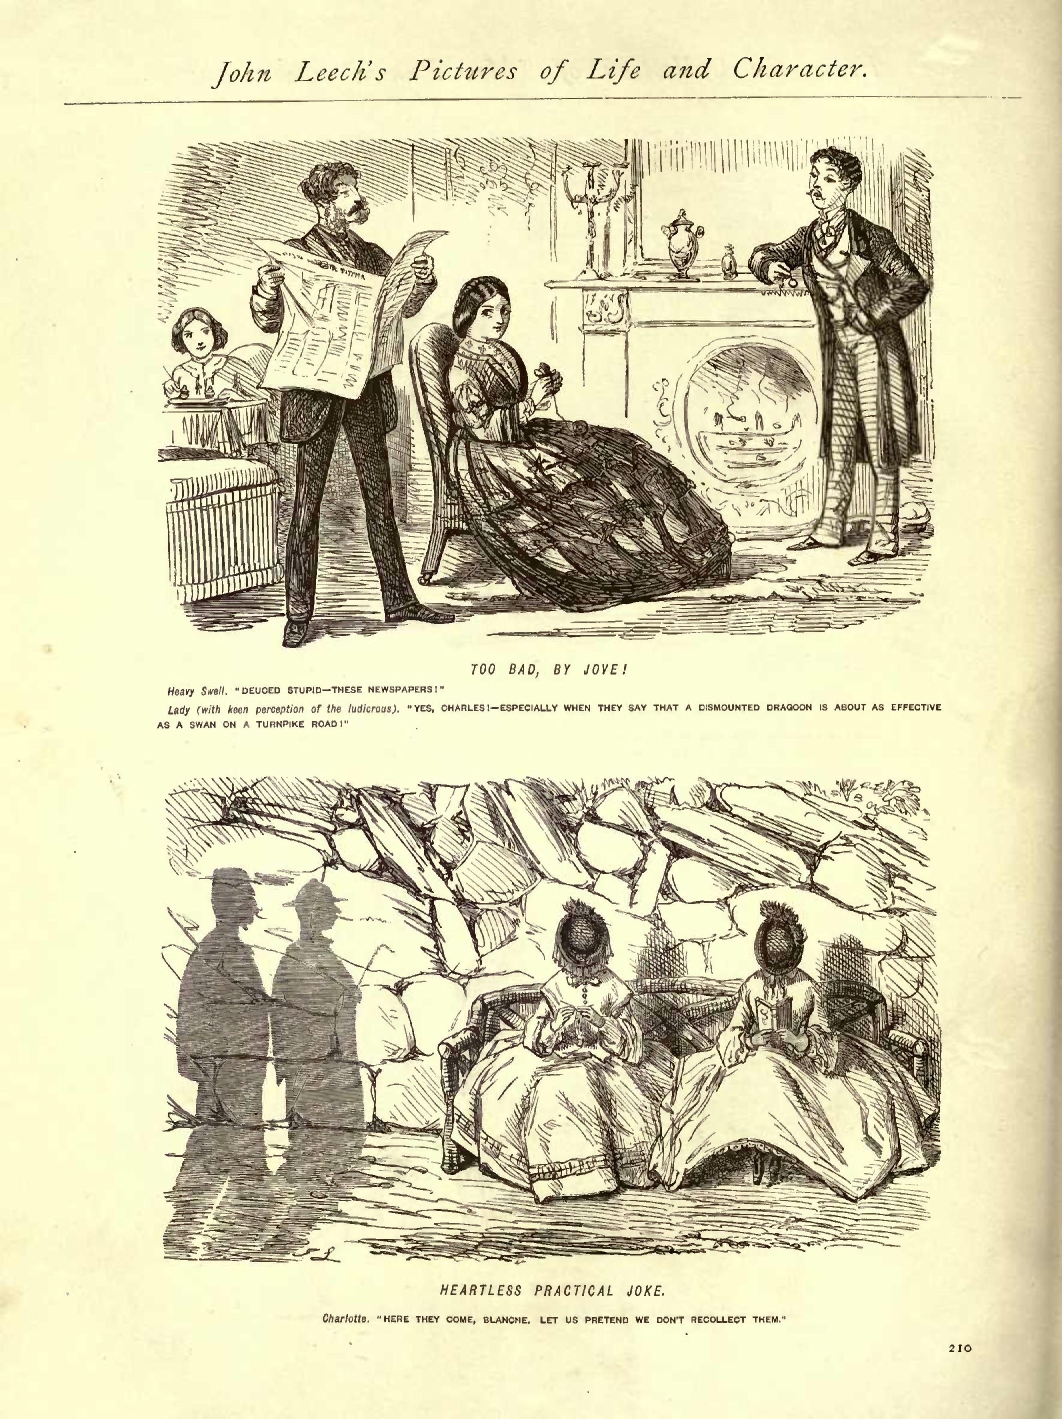 John Leech's Pictures of Life and Character.
TOO BAD, BY JOVE!
Heavy Swell. "DEUCED STUPID—THESE NEWSPAPERS!"
Lady (with keen perception of the ludicrous). "YES, CHARLES!—ESPECIALLY WHEN THEY SAY THAT A DISMOUNTED DRAGOON IS ABOUT AS EFFECTIVE
AS A SWAN ON A TURNPIKE ROAD!"
L
HEARTLESS PRACTICAL JOKE.
Charlotte. "HERE THEY COME, BLANCHE, LET US PRETEND WE DON'T RECOLLECT THEM."
210